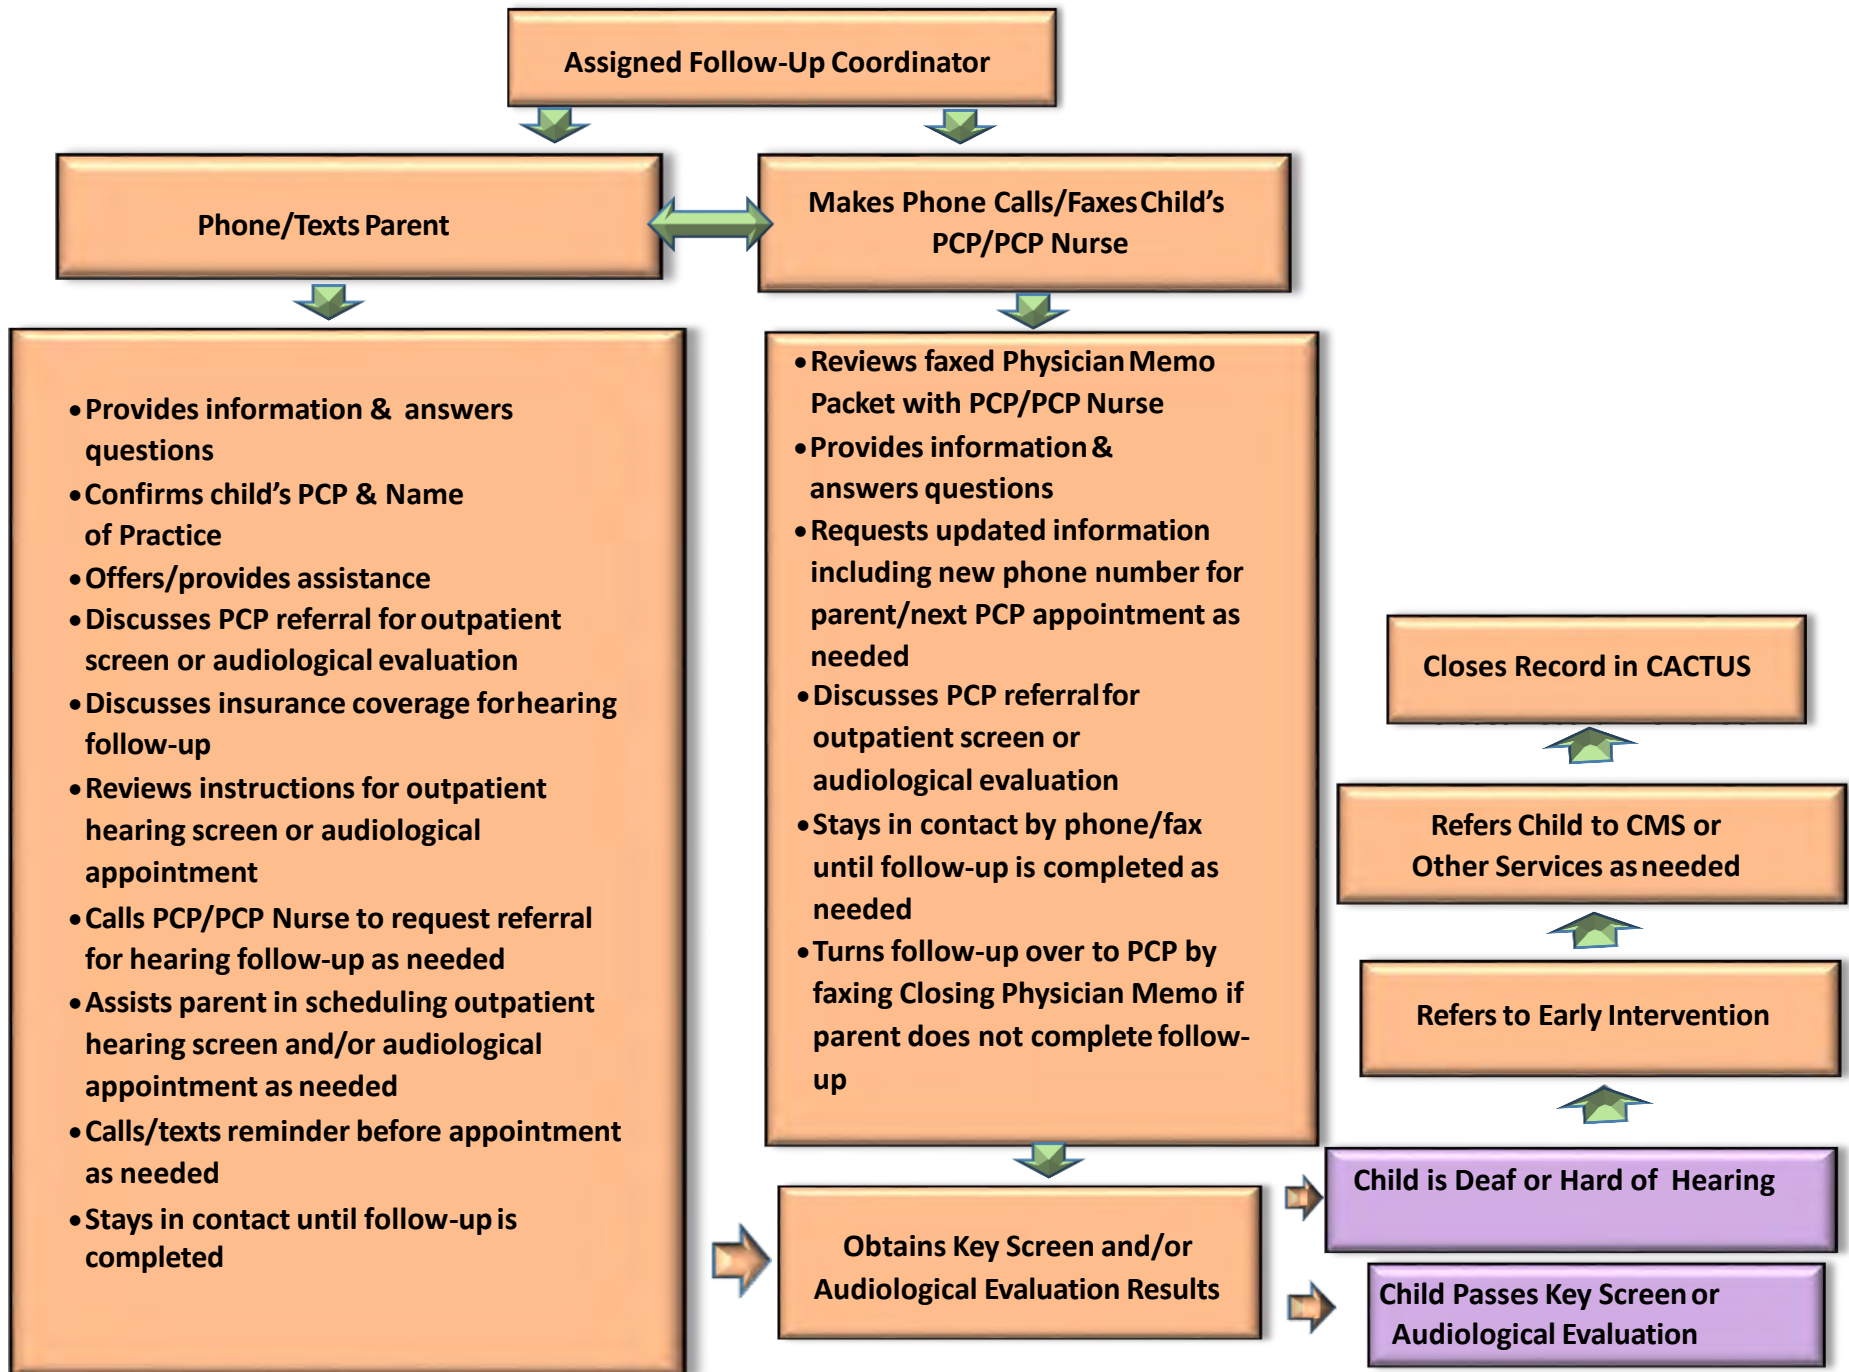 Assigned Follow-Up Coordinator
Phone/Texts Parent
Makes Phone Calls/Faxes Child's
PCP/PCP Nurse
•Provides information & answers
questions
•Confirms child's PCP & Name
of Practice
•Offers/provides assistance
•Discusses PCP referral for outpatient
screen or audiological evaluation
•Discusses insurance coverage for hearing
follow-up
•Reviews instructions for outpatient
hearing screen or audiological
appointment
•Calls PCP/PCP Nurse to request referral
for hearing follow-up as needed
•Assists parent in scheduling outpatient
hearing screen and/or audiological
appointment as needed
•Calls/texts reminder before appointment
as needed
•Stays in contact until follow-up is
completed
•Reviews faxed Physician Memo
Packet with PCP/PCP Nurse
•Provides information &
answers questions
•Requests updated information
including new phone number for
parent/next PCP appointment as
needed
•Discusses PCP referral for
outpatient screen or
audiological evaluation
•Stays in contact by phone/fax
until follow-up is completed as
needed
•Turns follow-up over to PCP by
faxing Closing Physician Memo if
parent does not complete follow-
up
Obtains Key Screen and/or
Audiological Evaluation Results
Closes Record in CACTUS
Refers Child to CMS or
Other Services as needed
Refers to Early Intervention
Child is Deaf or Hard of Hearing
Child Passes Key Screen or
Audiological Evaluation